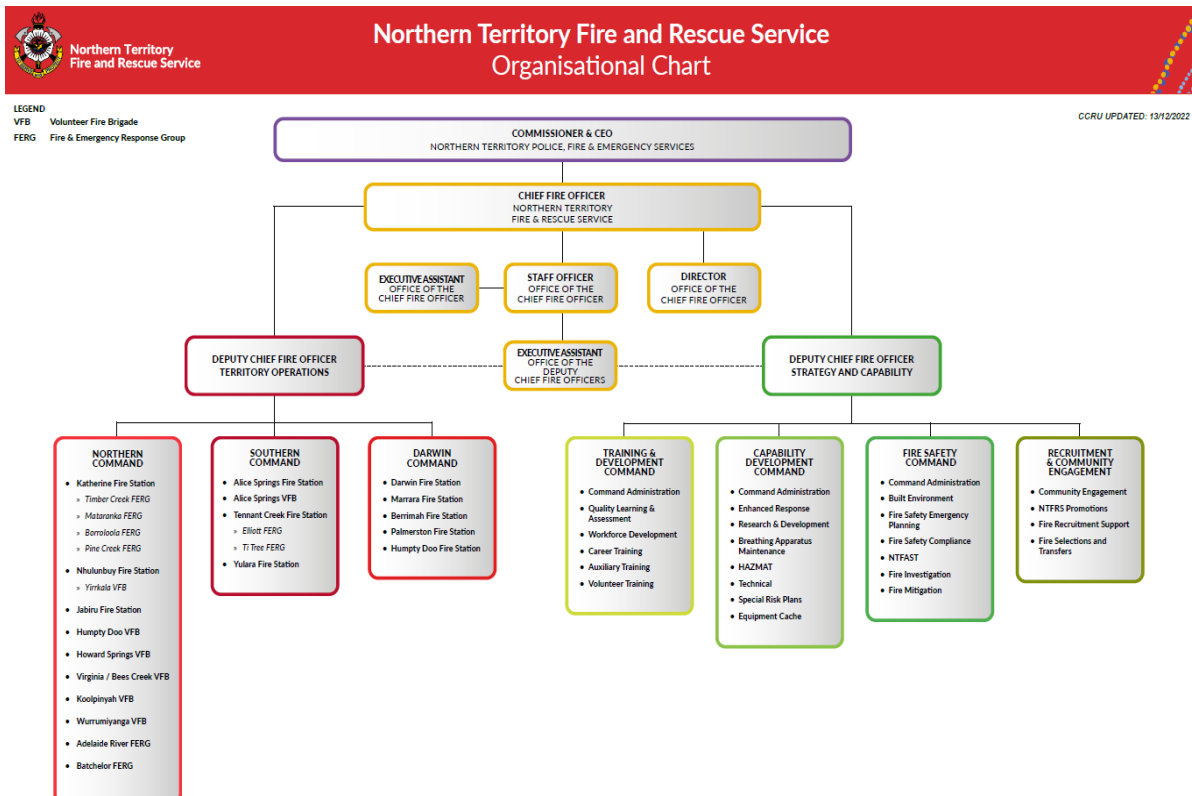 Northern Territory
Fire and Rescue Service
Northern Territory Fire and Rescue Service
Organisational Chart
LEGEND
VFB Volunteer Fire Brigade
FERG Fire & Emergency Response Group
CCRU UPDATED: 13/12/2022
COMMISSIONER & CEO
NORTHERN TERRITORY POLICE, FIRE & EMERGENCY SERVICES
CHIEF FIRE OFFICER
NORTHERN TERRITORY
FIRE & RESCUE SERVICE
EXECUTIVE ASSISTANT
OFFICE OF THE
CHIEF FIRE OFFICER
STAFF OFFICER
OFFICE OF THE
CHIEF FIRE OFFICER
DIRECTOR
OFFICE OF THE
CHIEF FIRE OFFICER
DEPUTY CHIEF FIRE OFFICER
TERRITORY OPERATIONS
EXECUTIVE ASSISTANT
OFFICE OF THE
DEPUTY
CHIEF FIRE OFFICERS
DEPUTY CHIEF FIRE OFFICER
STRATEGY AND CAPABILITY
NORTHERN
COMMAND
• Katherine Fire Station
» Timber Creek FERG
» Mataranka FERG
» Borroloola FERG
» Pine Creek FERG
• Nhulunbuy Fire Station
» Yirrkala VFB
• Jabiru Fire Station
• Humpty Doo VFB
• Howard Springs VFB
• Virginia / Bees Creek VFB
• Koolpinyah VFB
• Wurrumiyanga VFB
• Adelaide River FERG
• Batchelor FERG
SOUTHERN
COMMAND
• Alice Springs Fire Station
• Alice Springs VFB
• Tennant Creek Fire Station
» Elliott FERG
» Ti Tree FERG
• Yulara Fire Station
DARWIN
COMMAND
• Darwin Fire Station
• Marrara Fire Station
• Berrimah Fire Station
• Palmerston Fire Station
• Humpty Doo Fire Station
TRAINING &
DEVELOPMENT
COMMAND
• Command Administration
• Quality Learning &
Assessment
• Workforce Development
• Career Training
• Auxiliary Training
• Volunteer Training
CAPABILITY
DEVELOPMENT
COMMAND
• Command Administration
• Enhanced Response
• Research & Development
• Breathing Apparatus
Maintenance
• HAZMAT
• Technical
• Special Risk Plans
• Equipment Cache
FIRE SAFETY
COMMAND
• Command Administration
• Built Environment
• Fire Safety Emergency
Planning
• Fire Safety Compliance
• NTFAST
• Fire Investigation
• Fire Mitigation
RECRUITMENT
& COMMUNITY
ENGAGEMENT
• Community Engagement
• NTFRS Promotions
• Fire Recruitment Support
• Fire Selections and
Transfers